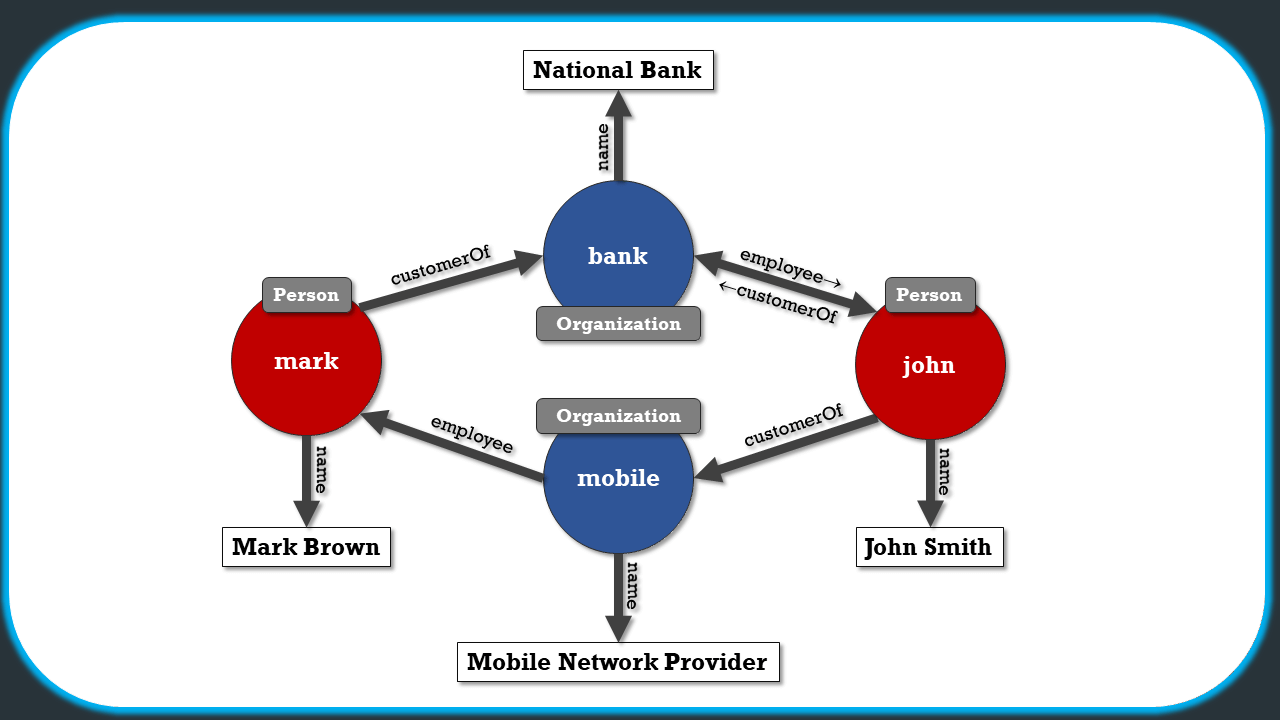 National Bank
name
bank
customerOf
employee→
←customerOf
Person
Person
Organization
mark
john
Organization
employee
customerOf
mobile
name
name
Mark Brown
John Smith
name
Mobile Network Provider